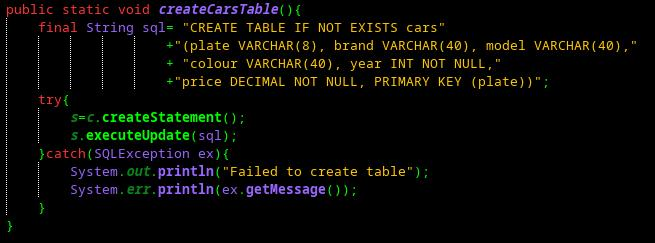 public static void createCarsTable(){
    final String sql= "CREATE TABLE IF NOT EXISTS cars"
                    +"(plate VARCHAR(8), brand VARCHAR(40), model VARCHAR(40),"
                    + "colour VARCHAR(40), year INT NOT NULL,"
                    +"price DECIMAL NOT NULL, PRIMARY KEY (plate))";
    try{
        s=c.createStatement();
        s.executeUpdate(sql);
    }catch(SQLException ex){
        System.out.println("Failed to create table");
        System.err.println(ex.getMessage());
    }
}